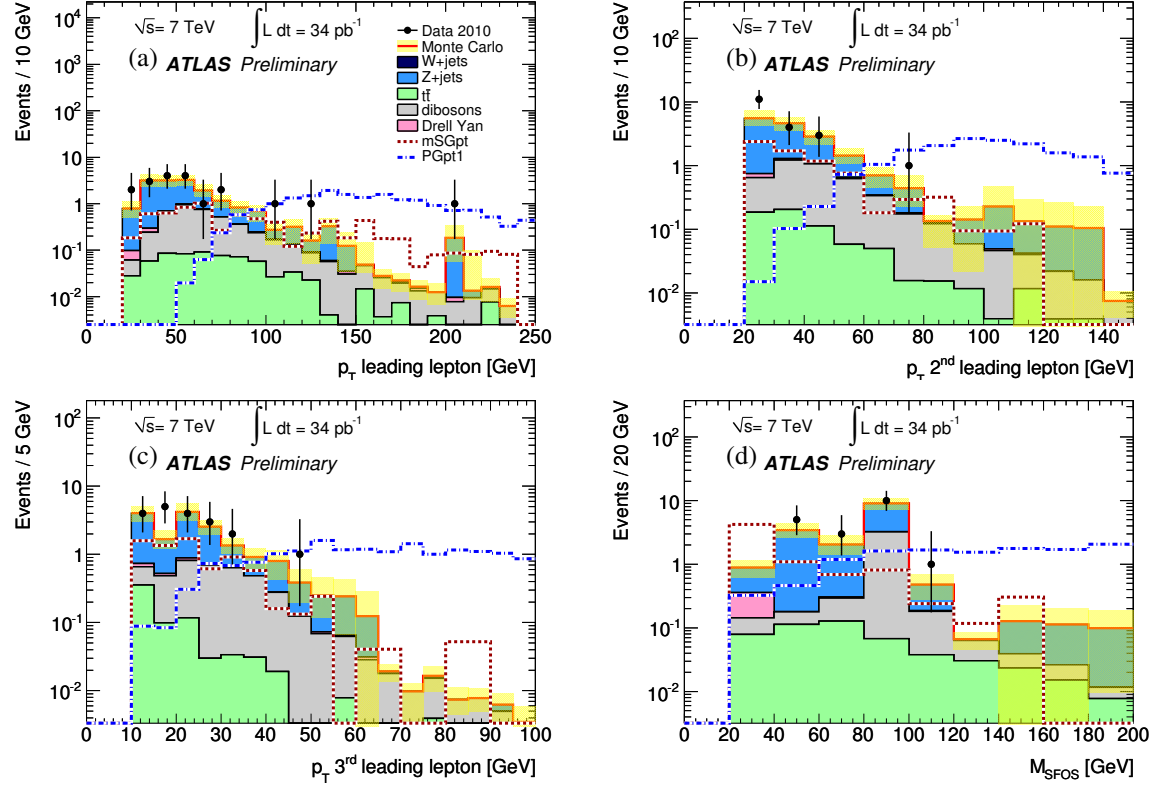 √s= 7 TeV ∫ L dt = 34 pb⁻¹
(a)
ATLAS Preliminary
Data 2010
Monte Carlo
W+jets
Z+jets
tt̄
dibosons
Drell Yan
mSGpt
PGpt1
Events / 10 GeV
10⁴
10³
10²
10
1
10⁻¹
10⁻²
0 50 100 150 200 250
p_T leading lepton [GeV]
√s= 7 TeV ∫ L dt = 34 pb⁻¹
(b)
ATLAS Preliminary
Events / 10 GeV
10²
10
1
10⁻¹
10⁻²
0 20 40 60 80 100 120 140
p_T 2ⁿᵈ leading lepton [GeV]
√s= 7 TeV ∫ L dt = 34 pb⁻¹
(c)
ATLAS Preliminary
Events / 5 GeV
10²
10
1
10⁻¹
10⁻²
0 10 20 30 40 50 60 70 80 90 100
p_T 3ʳᵈ leading lepton [GeV]
√s= 7 TeV ∫ L dt = 34 pb⁻¹
(d)
ATLAS Preliminary
Events / 20 GeV
10²
10
1
10⁻¹
10⁻²
0 20 40 60 80 100 120 140 160 180 200
M_SFOS [GeV]